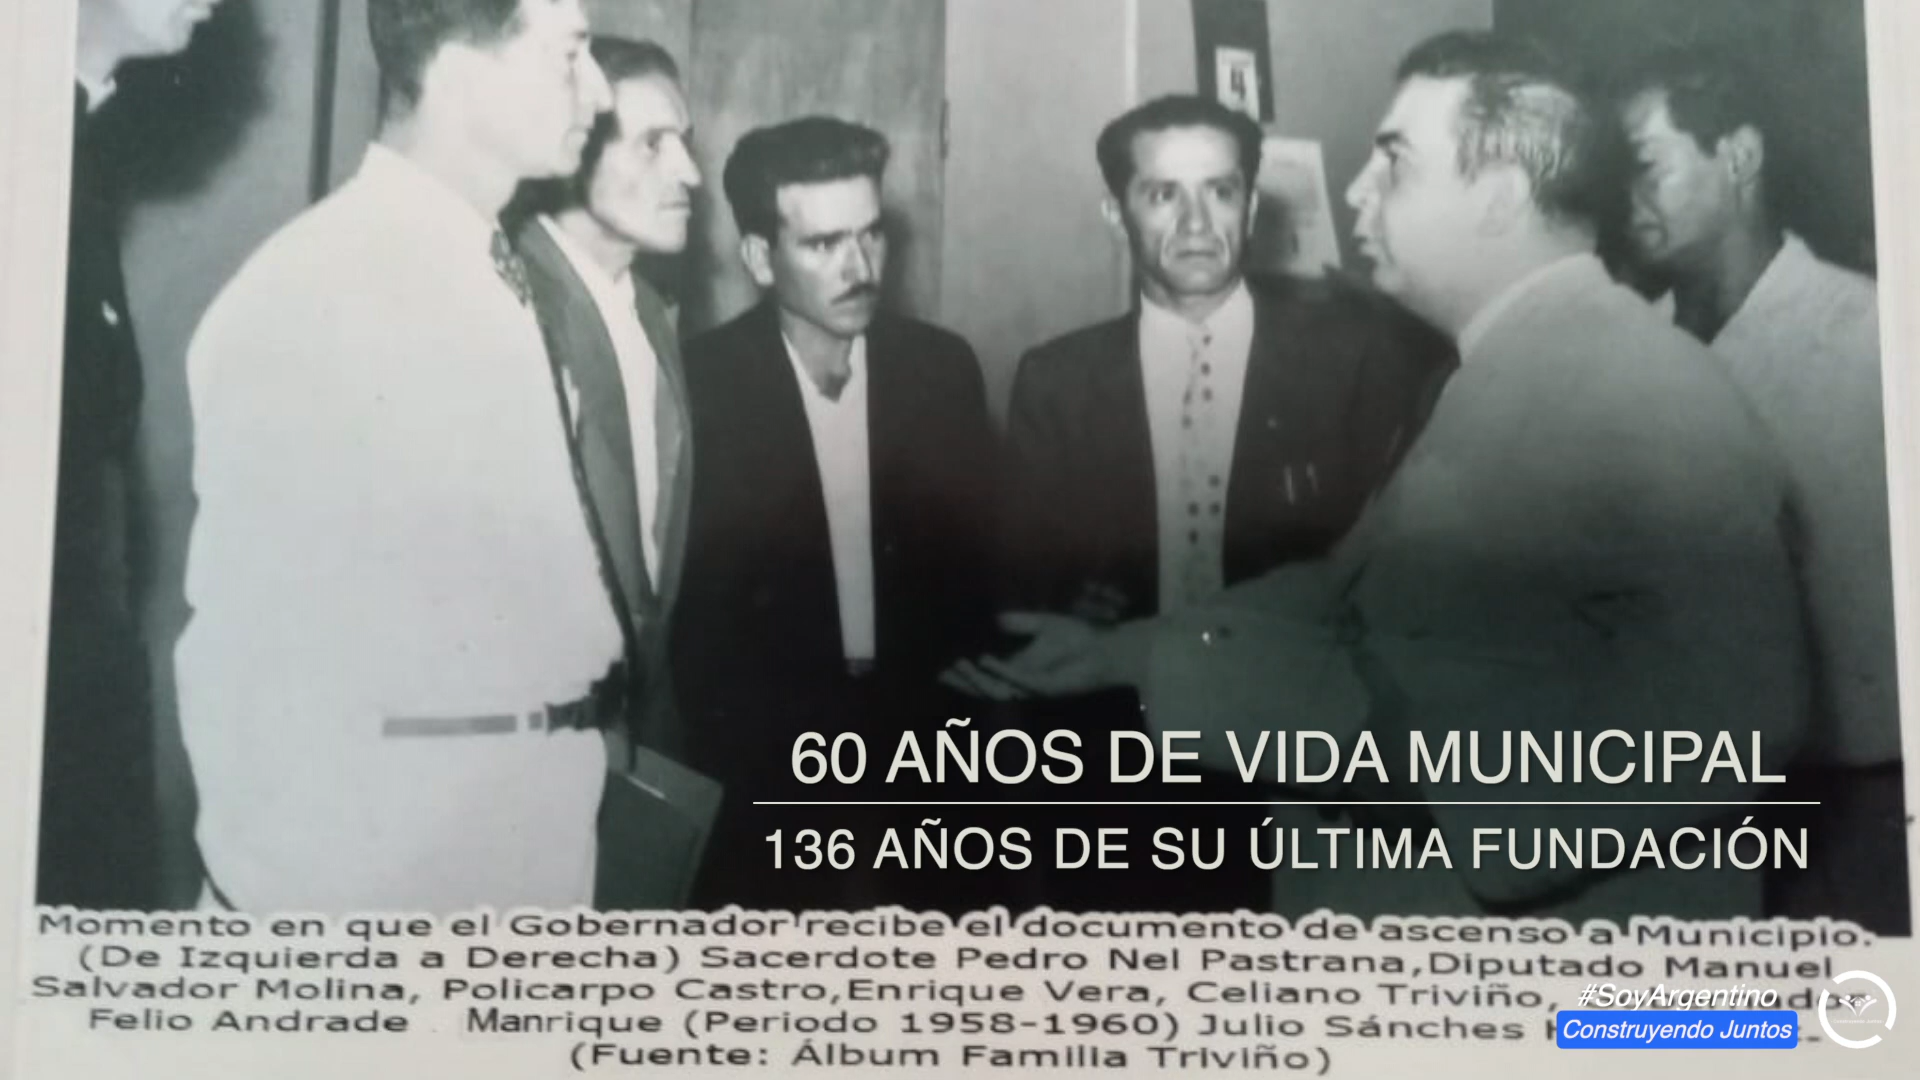 4
60 AÑOS DE VIDA MUNICIPAL
136 AÑOS DE SU ÚLTIMA FUNDACIÓN
Momento en que el Gobernador recibe el documento de ascenso a Municipio.
(De Izquierda a Derecha) Sacerdote Pedro Nel Pastrana,Diputado Manuel
Salvador Molina, Policarpo Castro,Enrique Vera, Celiano Triviño,
Felio Andrade Manrique (Periodo 1958-1960) Julio Sánches
(Fuente: Álbum Familia Triviño)
#SoyArgentino
Construyendo Juntos